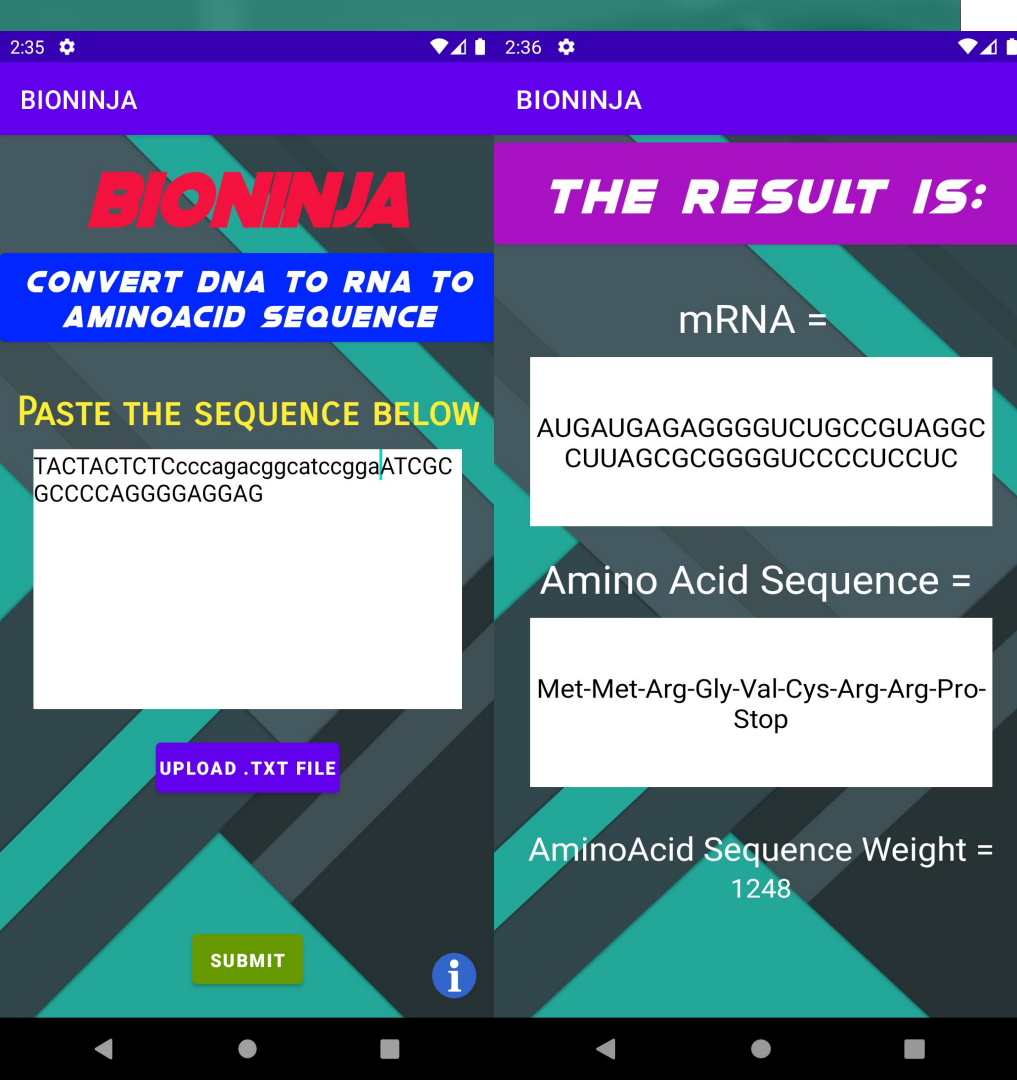 2:35
BIONINJA
BIONINJA
CONVERT DNA TO RNA TO
AMINOACID SEQUENCE
PASTE THE SEQUENCE BELOW
TACTACTCTCcccagacggcatccggaATCGC
GCCCCAGGGGAGGAG
UPLOAD .TXT FILE
SUBMIT
i
2:36
BIONINJA
THE RESULT IS:
mRNA =
AUGAUGAGAGGGGUCUGCCGUAGGC
CUUAGCGCGGGGUCCCCUCCUC
Amino Acid Sequence =
Met-Met-Arg-Gly-Val-Cys-Arg-Arg-Pro-
Stop
AminoAcid Sequence Weight =
1248